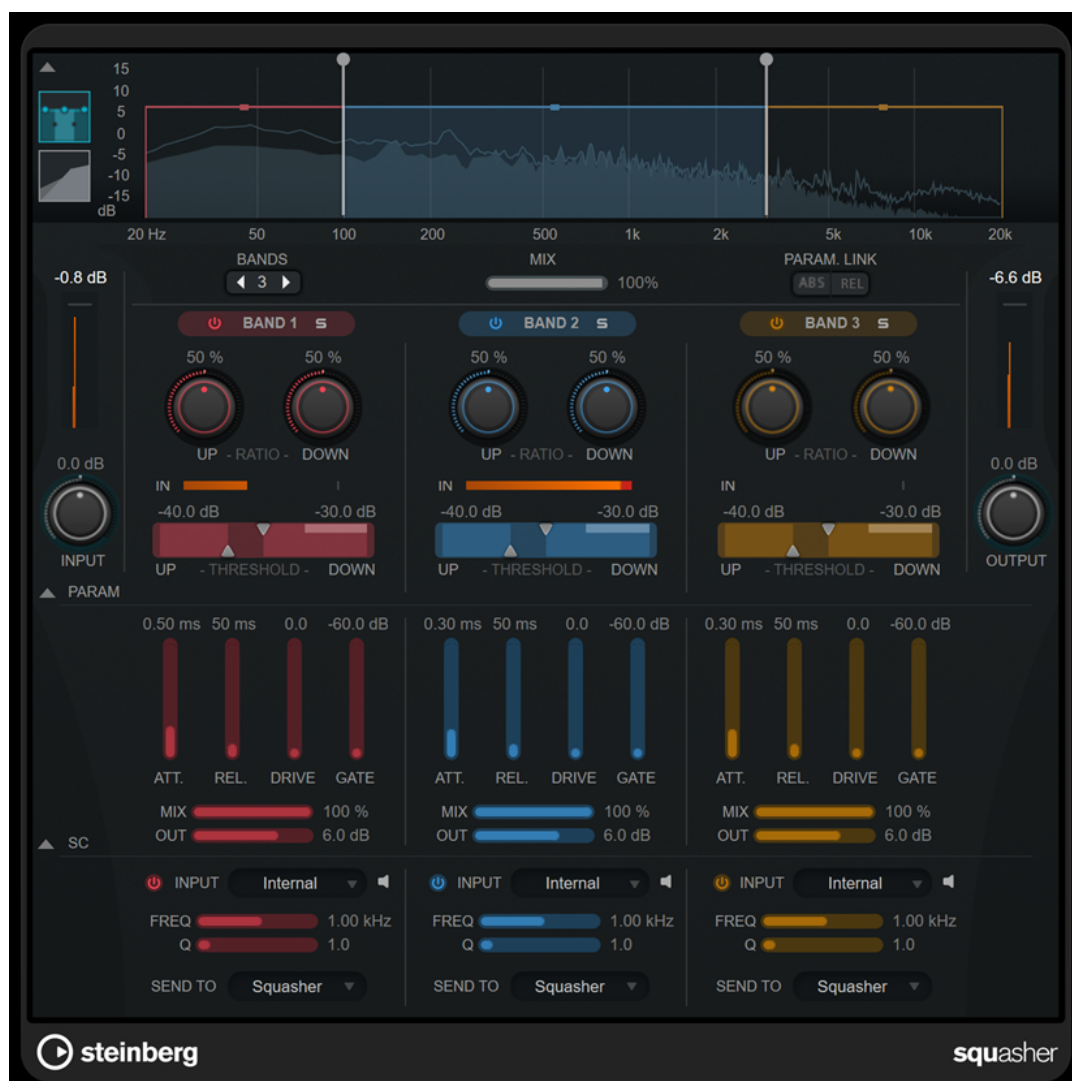 15
10
5
0
-5
-10
-15
dB
20 Hz 50 100 200 500 1k 2k 5k 10k 20k
BANDS MIX PARAM. LINK
-0.8 dB 3 100% ABS REL -6.6 dB
BAND 1 S BAND 2 S BAND 3 S
50 % 50 % 50 % 50 % 50 % 50 %
UP - RATIO - DOWN UP - RATIO - DOWN UP - RATIO - DOWN
0.0 dB 0.0 dB
IN IN IN
-40.0 dB -30.0 dB -40.0 dB -30.0 dB -40.0 dB -30.0 dB
INPUT OUTPUT
UP - THRESHOLD - DOWN UP - THRESHOLD - DOWN UP - THRESHOLD - DOWN
PARAM
0.50 ms 50 ms 0.0 -60.0 dB 0.30 ms 50 ms 0.0 -60.0 dB 0.30 ms 50 ms 0.0 -60.0 dB
ATT. REL. DRIVE GATE ATT. REL. DRIVE GATE ATT. REL. DRIVE GATE
MIX 100 % MIX 100 % MIX 100 %
OUT 6.0 dB OUT 6.0 dB OUT 6.0 dB
SC
INPUT Internal INPUT Internal INPUT Internal
FREQ 1.00 kHz FREQ 1.00 kHz FREQ 1.00 kHz
Q 1.0 Q 1.0 Q 1.0
SEND TO Squasher SEND TO Squasher SEND TO Squasher
steinberg squasher